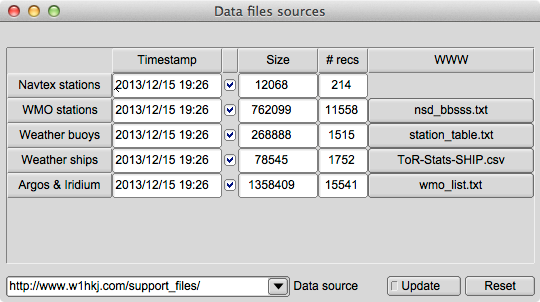 Data files sources
Timestamp Size # recs WWW
Navtex stations 2013/12/15 19:26 12068 214
WMO stations 2013/12/15 19:26 762099 11558 nsd_bbsss.txt
Weather buoys 2013/12/15 19:26 268888 1515 station_table.txt
Weather ships 2013/12/15 19:26 78545 1752 ToR-Stats-SHIP.csv
Argos & Iridium 2013/12/15 19:26 1358409 15541 wmo_list.txt
http://www.w1hkj.com/support_files/ Data source Update Reset